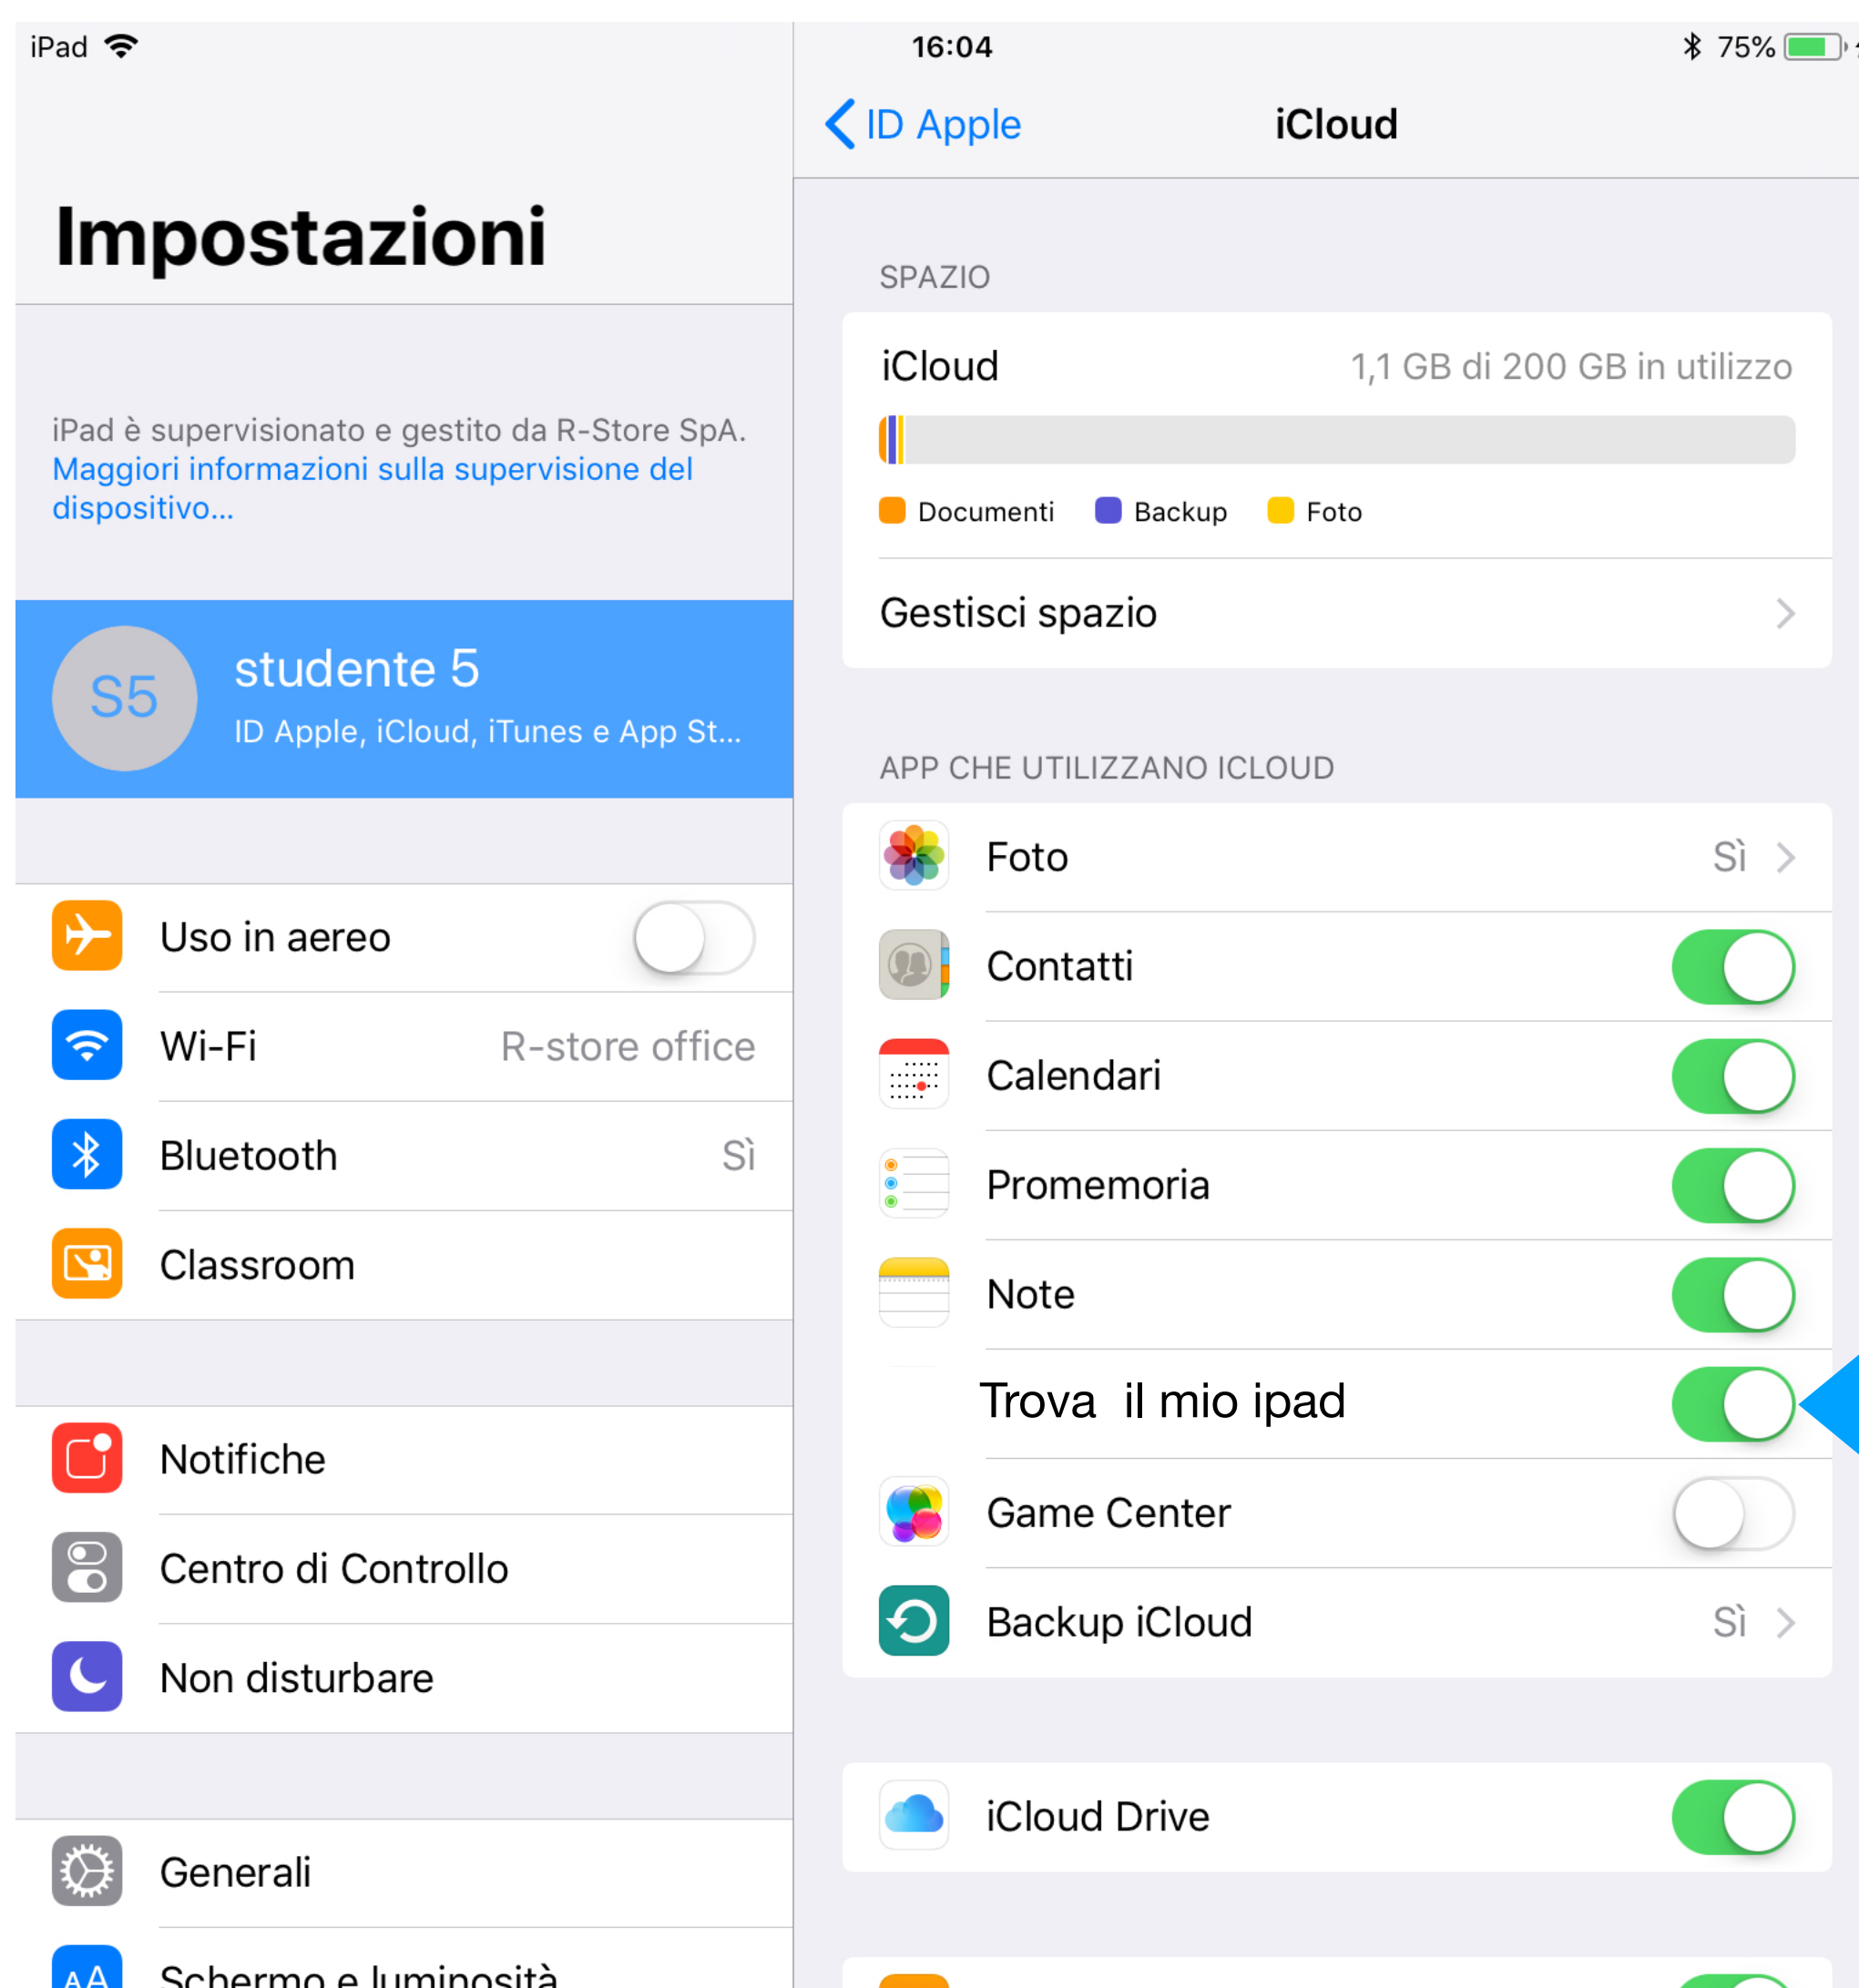 iPad
16:04
75%
ID Apple
iCloud
Impostazioni
iPad è supervisionato e gestito da R-Store SpA.
Maggiori informazioni sulla supervisione del
dispositivo...
S5
studente 5
ID Apple, iCloud, iTunes e App St...
Uso in aereo
Wi-Fi
R-store office
Bluetooth
Sì
Classroom
Notifiche
Centro di Controllo
Non disturbare
Generali
AA
Schermo e luminosità
SPAZIO
iCloud
1,1 GB di 200 GB in utilizzo
Documenti
Backup
Foto
Gestisci spazio
APP CHE UTILIZZANO ICLOUD
Foto
Sì
Contatti
Calendari
Promemoria
Note
Trova il mio ipad
Game Center
Backup iCloud
Sì
iCloud Drive